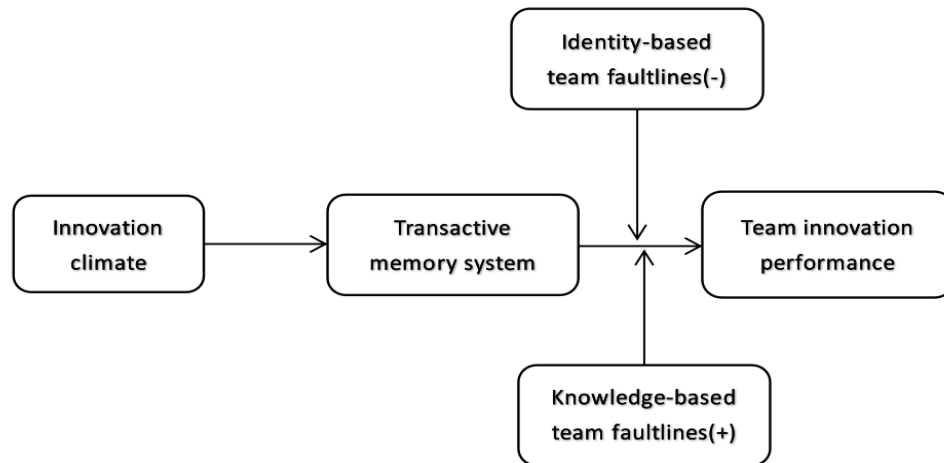 Identity-based
team faultlines(-)
Innovation
climate
Transactive
memory system
Team innovation
performance
Knowledge-based
team faultlines(+)